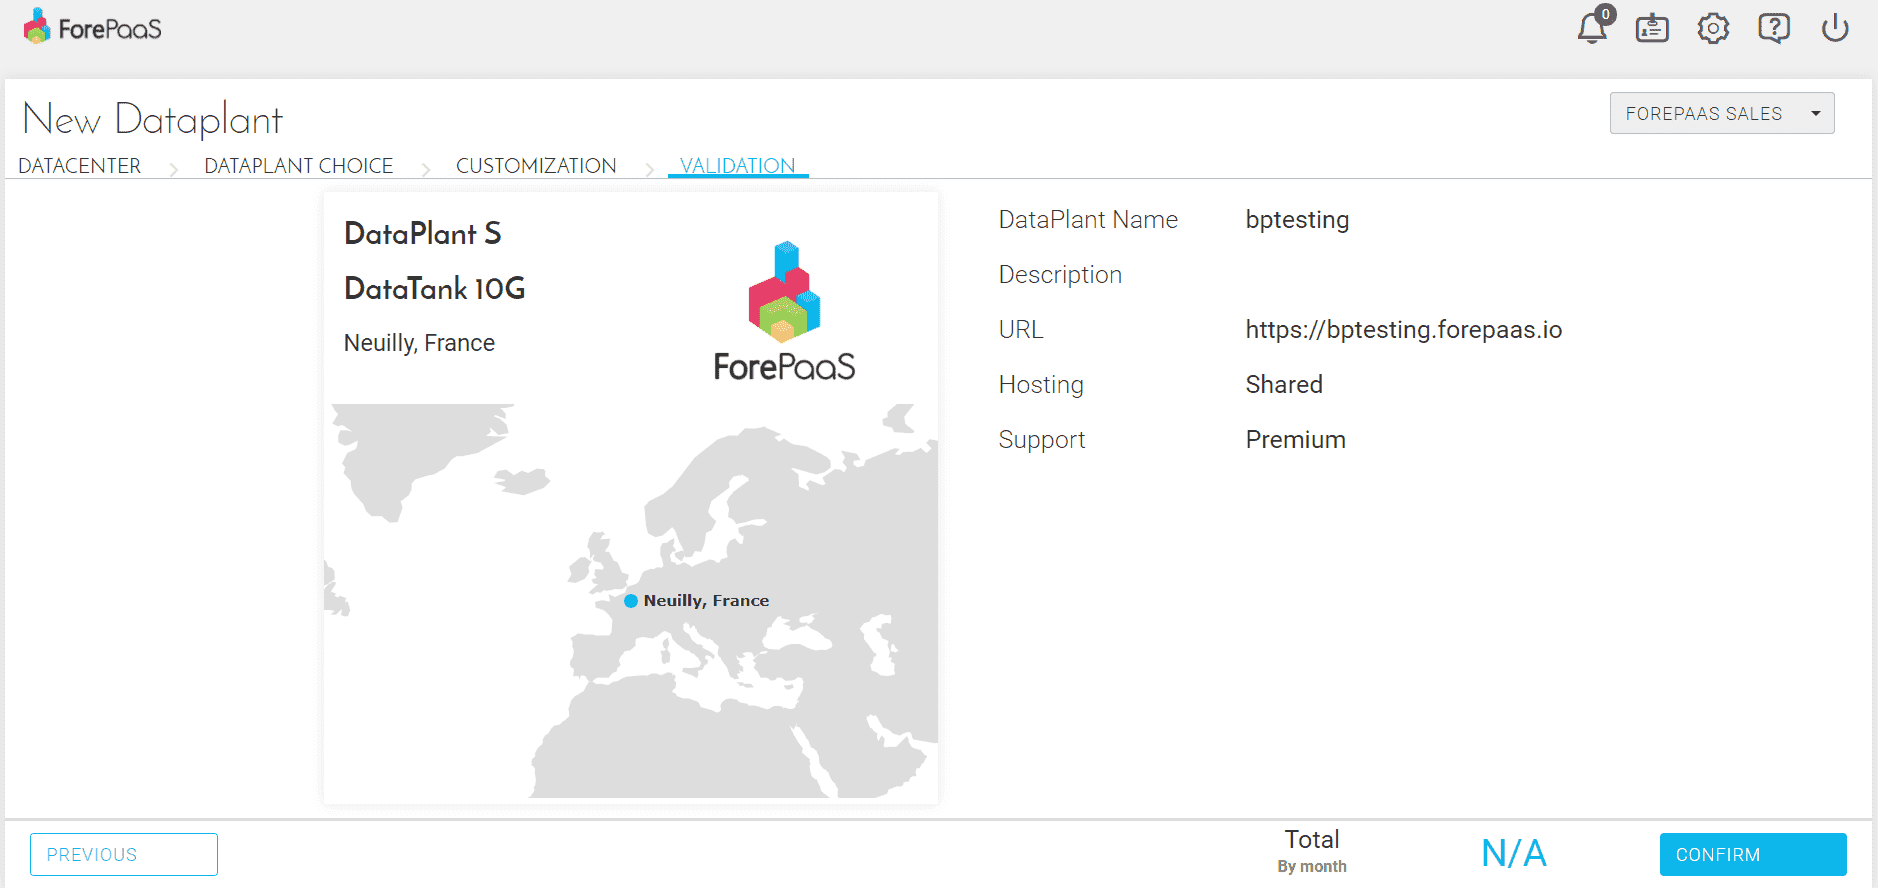 ForePaaS
0
New Dataplant
FOREPAAS SALES
DATACENTER
DATAPLANT CHOICE
CUSTOMIZATION
VALIDATION
DataPlant S
DataTank 10G
Neuilly, France
ForePaaS
Neuilly, France
DataPlant Name
bptesting
Description
URL
https://bptesting.forepaas.io
Hosting
Shared
Support
Premium
PREVIOUS
Total
By month
N/A
CONFIRM